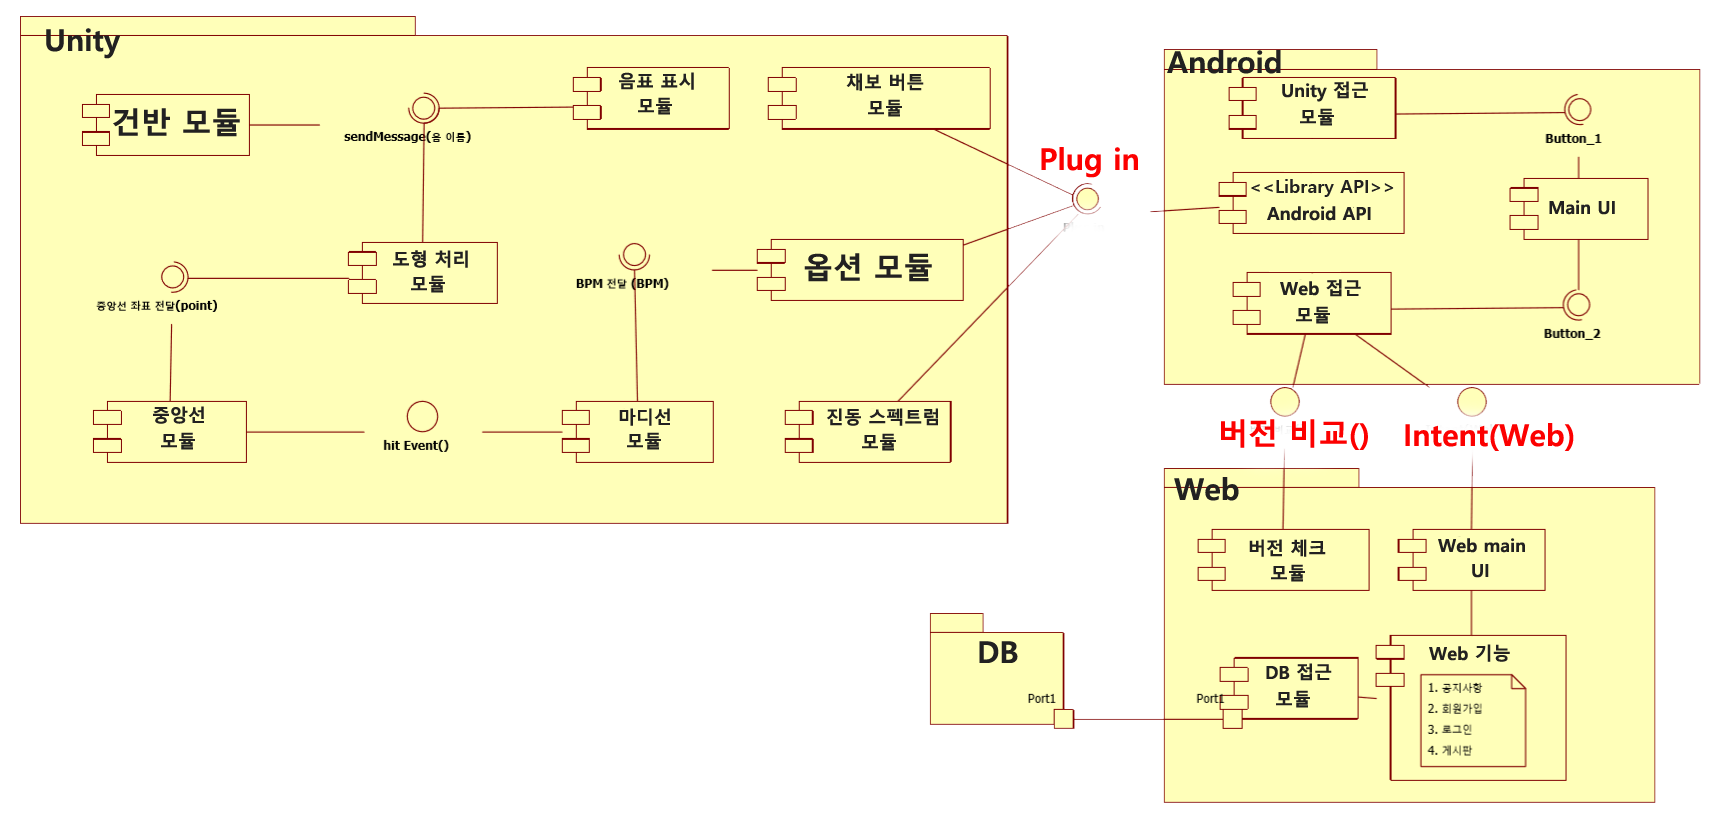 Unity
건반 모듈
sendMessage(음 이름)
음표 표시
모듈
채보 버튼
모듈
도형 처리
모듈
중앙선 좌표 전달(point)
BPM 전달 (BPM)
옵션 모듈
중앙선
모듈
hit Event()
마디선
모듈
진동 스펙트럼
모듈
Plug in
Android
Unity 접근
모듈
Button_1
<<Library API>>
Android API
Main UI
Web 접근
모듈
Button_2
버전 비교()
Intent(Web)
Web
버전 체크
모듈
Web main
UI
DB
Port1
Port1
DB 접근
모듈
Web 기능
1. 공지사항
2. 회원가입
3. 로그인
4. 게시판